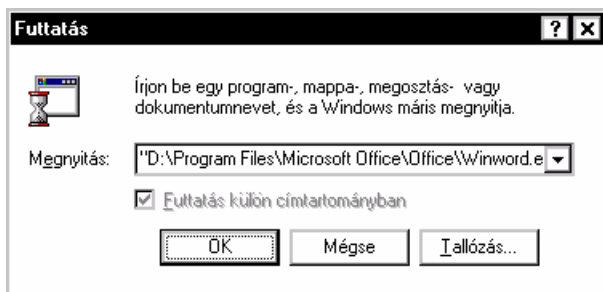 Futtatás
Írjon be egy program-, mappa-, megosztás- vagy
dokumentumnevet, és a Windows máris megnyitja.
Megnyitás: "D:\Program Files\Microsoft Office\Office\Winword.e
Futtatás külön címtartományban
OK Mégse Tallózás...